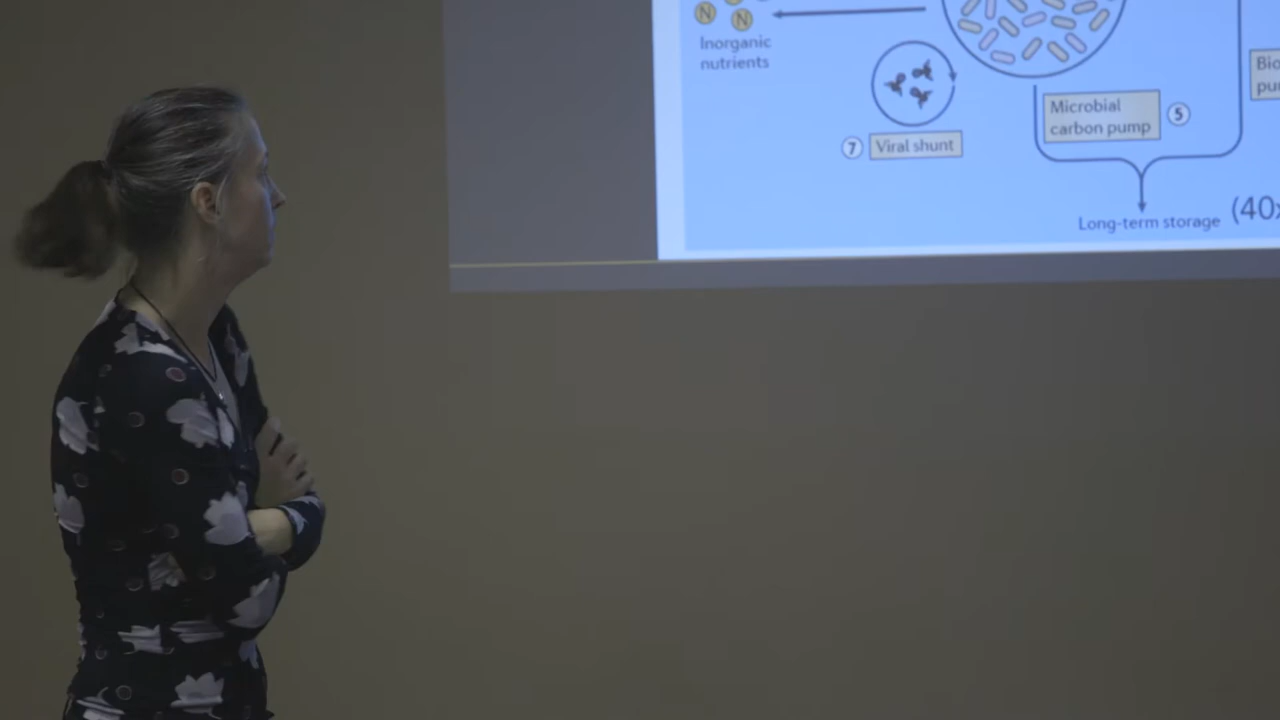 N
N
Inorganic
nutrients
7
Viral shunt
Microbial
carbon pump
5
Long-term storage
(40